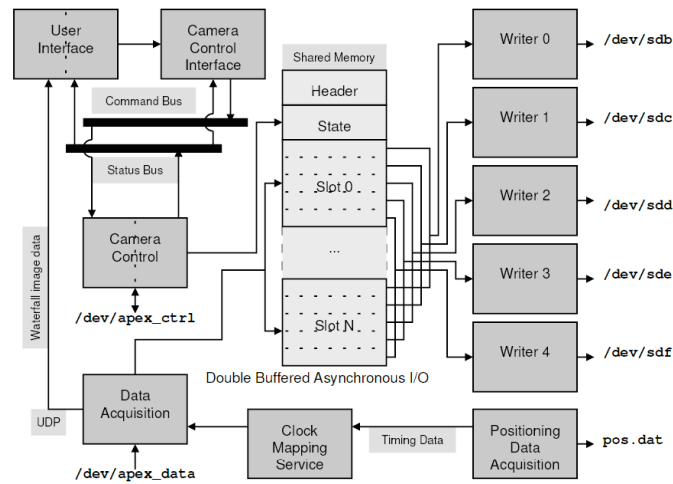 User
Interface
Camera
Control
Interface
Shared Memory
Writer 0
/dev/sdb
Header
Command Bus
State
Writer 1
/dev/sdc
Status Bus
Slot 0
Writer 2
/dev/sdd
Camera
Control
...
Waterfall image data
Writer 3
/dev/sde
/dev/apex_ctrl
Slot N
Writer 4
/dev/sdf
Double Buffered Asynchronous I/O
Data
Acquisition
UDP
Clock
Mapping
Service
Timing Data
Positioning
Data
Acquisition
pos.dat
/dev/apex_data